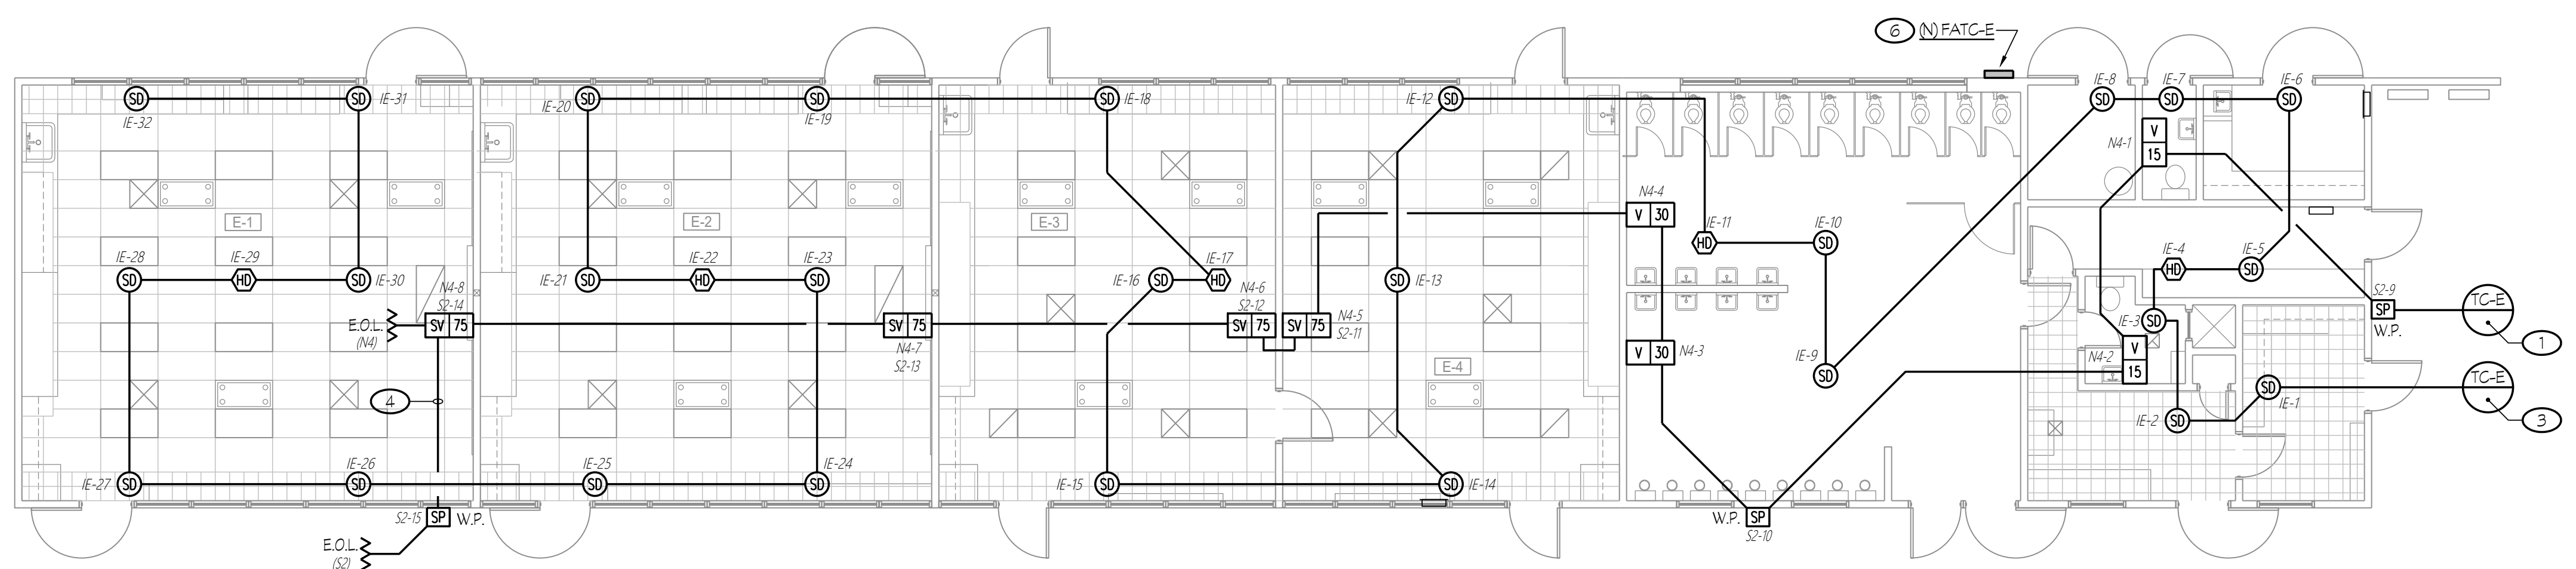 6 (N) FATC-E
SD SD IE-31
IE-32
IE-20 SD SD
IE-19
SD IE-18
IE-12 SD
IE-8 IE-7 IE-6
SD SD SD
N4-1
V
15
E-1
E-2
E-3
N4-4
V 30
IE-11
HD
IE-10
SD
IE-28
SD
IE-29
HD
SD IE-30
IE-21 SD
IE-22
HD
IE-23
SD
IE-16 SD
IE-17
HD
SD IE-13
IE-4
HD
IE-5
SD
N4-8
S2-14
SV 75
E.O.L.
(N4)
SV 75
N4-7
S2-13
N4-6
S2-12
SV 75
SV 75
N4-5
S2-11
V 30 N4-3
E-4
IE-9
SD
IE-3 SD
N4-2
V
15
S2-9
SP
W.P.
TC-E
1
TC-E
3
SD
IE-1
IE-2 SD
4
IE-27 SD
IE-26
SD
IE-25
SD
IE-24
SD
IE-15 SD
SD IE-14
S2-15 SP W.P.
E.O.L.
(S2)
W.P. SP
S2-10